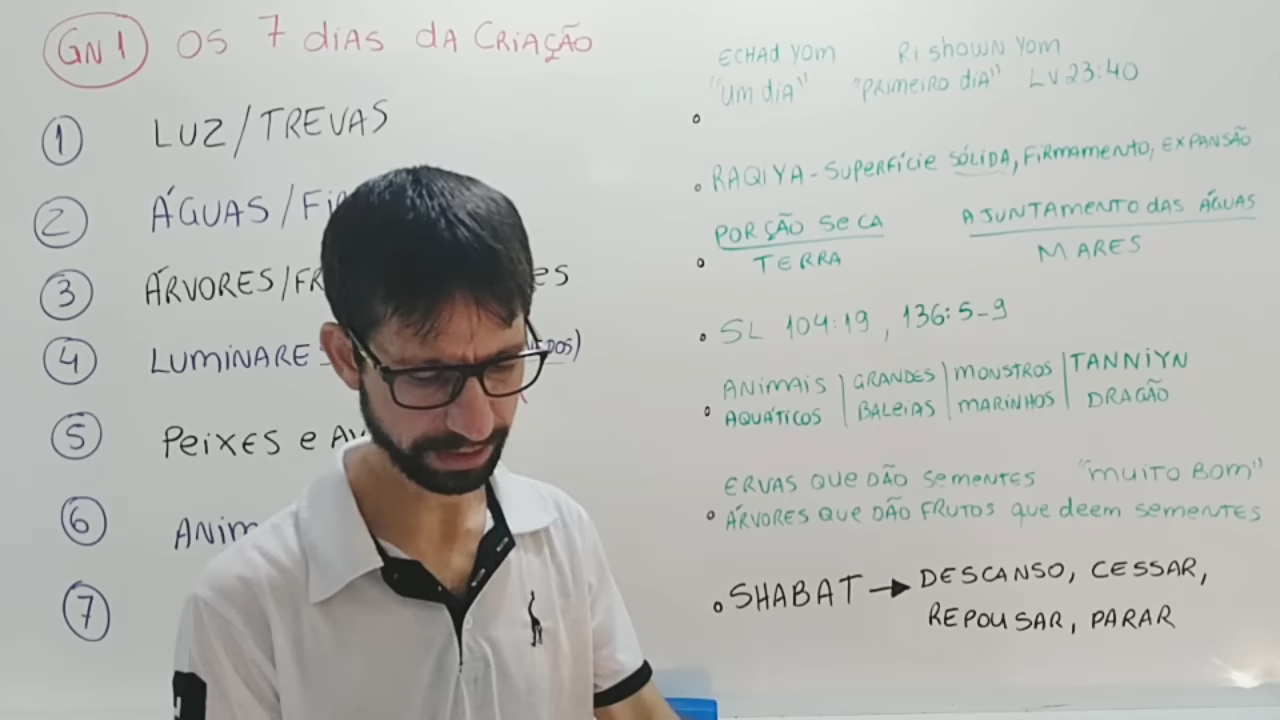 GN 1 OS 7 DIAS DA CRIAÇÃO
1 LUZ/TREVAS
2 ÁGUAS/
3 ÁRVORES/
4
5 PEIXES E
6
7
ECHAD YOM RISHOWN YOM
"UM DIA" "PRIMEIRO DIA" LV 23:40
RAQIYA - SUPERFÍCIE SÓLIDA, FIRMAMENTO, EXPANSÃO
PORÇÃO SECA AJUNTAMENTO DAS ÁGUAS
TERRA MARES
SL 104:19, 136:5-9
ANIMAIS | GRANDES | MONSTROS | TANNIYN
AQUÁTICOS | BALEIAS | MARINHOS | DRAGÃO
ERVAS QUE DÃO SEMENTES "MUITO BOM"
ÁRVORES QUE DÃO FRUTOS QUE DEEM SEMENTES
SHABAT → DESCANSO, CESSAR,
REPOUSAR, PARAR